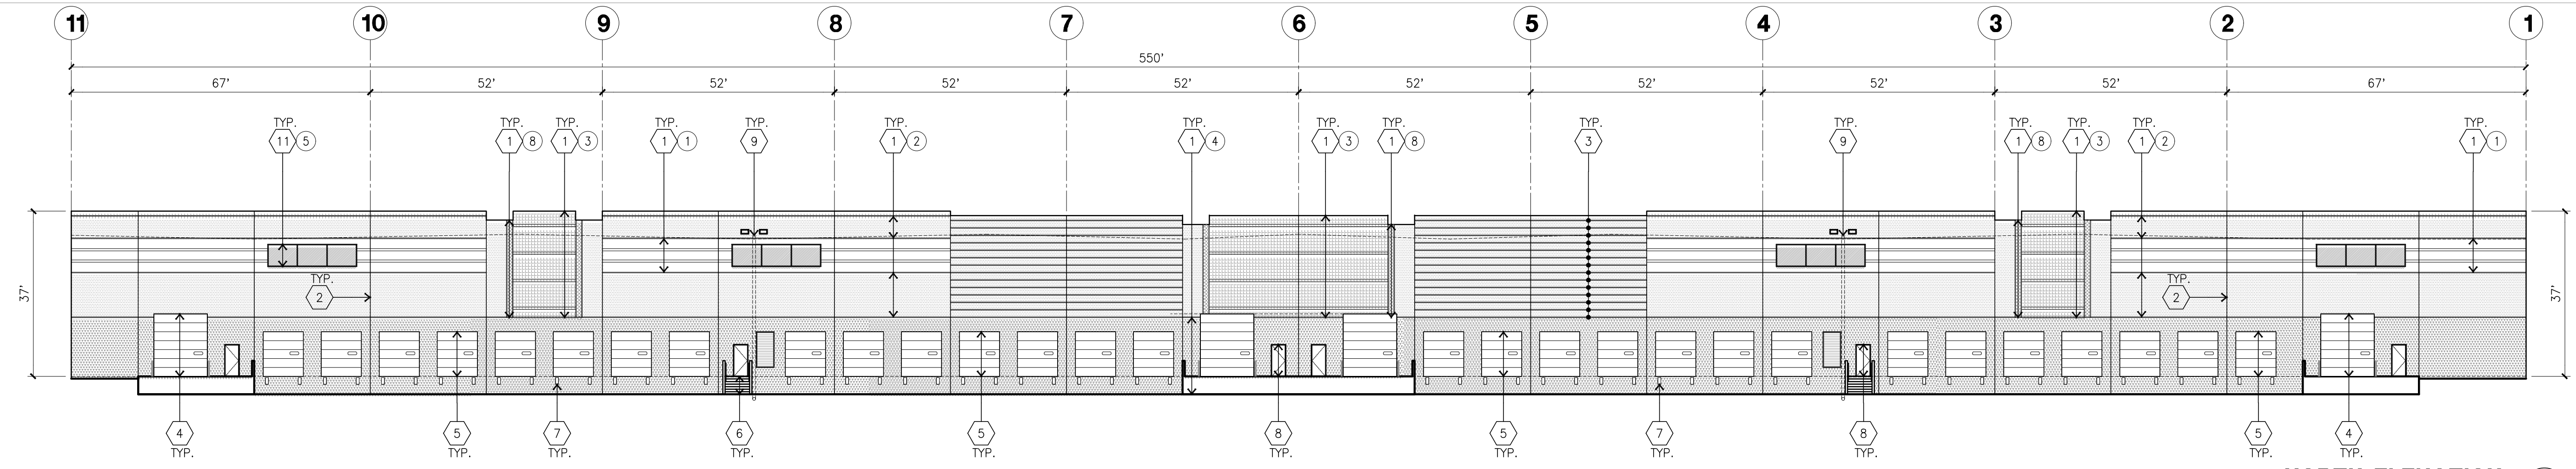 11 10 9 8 7 6 5 4 3 2 1
550'
67' 52' 52' 52' 52' 52' 52' 52' 52' 67'
TYP. TYP. TYP. TYP. TYP. TYP. TYP. TYP. TYP. TYP. TYP. TYP. TYP. TYP. TYP.
11 5 1 8 1 3 1 1 9 1 2 1 4 1 3 1 8 3 9 1 8 1 3 1 2 1 1
37' 37'
TYP. TYP.
2 2
4 5 7 6 5 8 5 7 8 5 4
TYP. TYP. TYP. TYP. TYP. TYP. TYP. TYP. TYP. TYP. TYP.